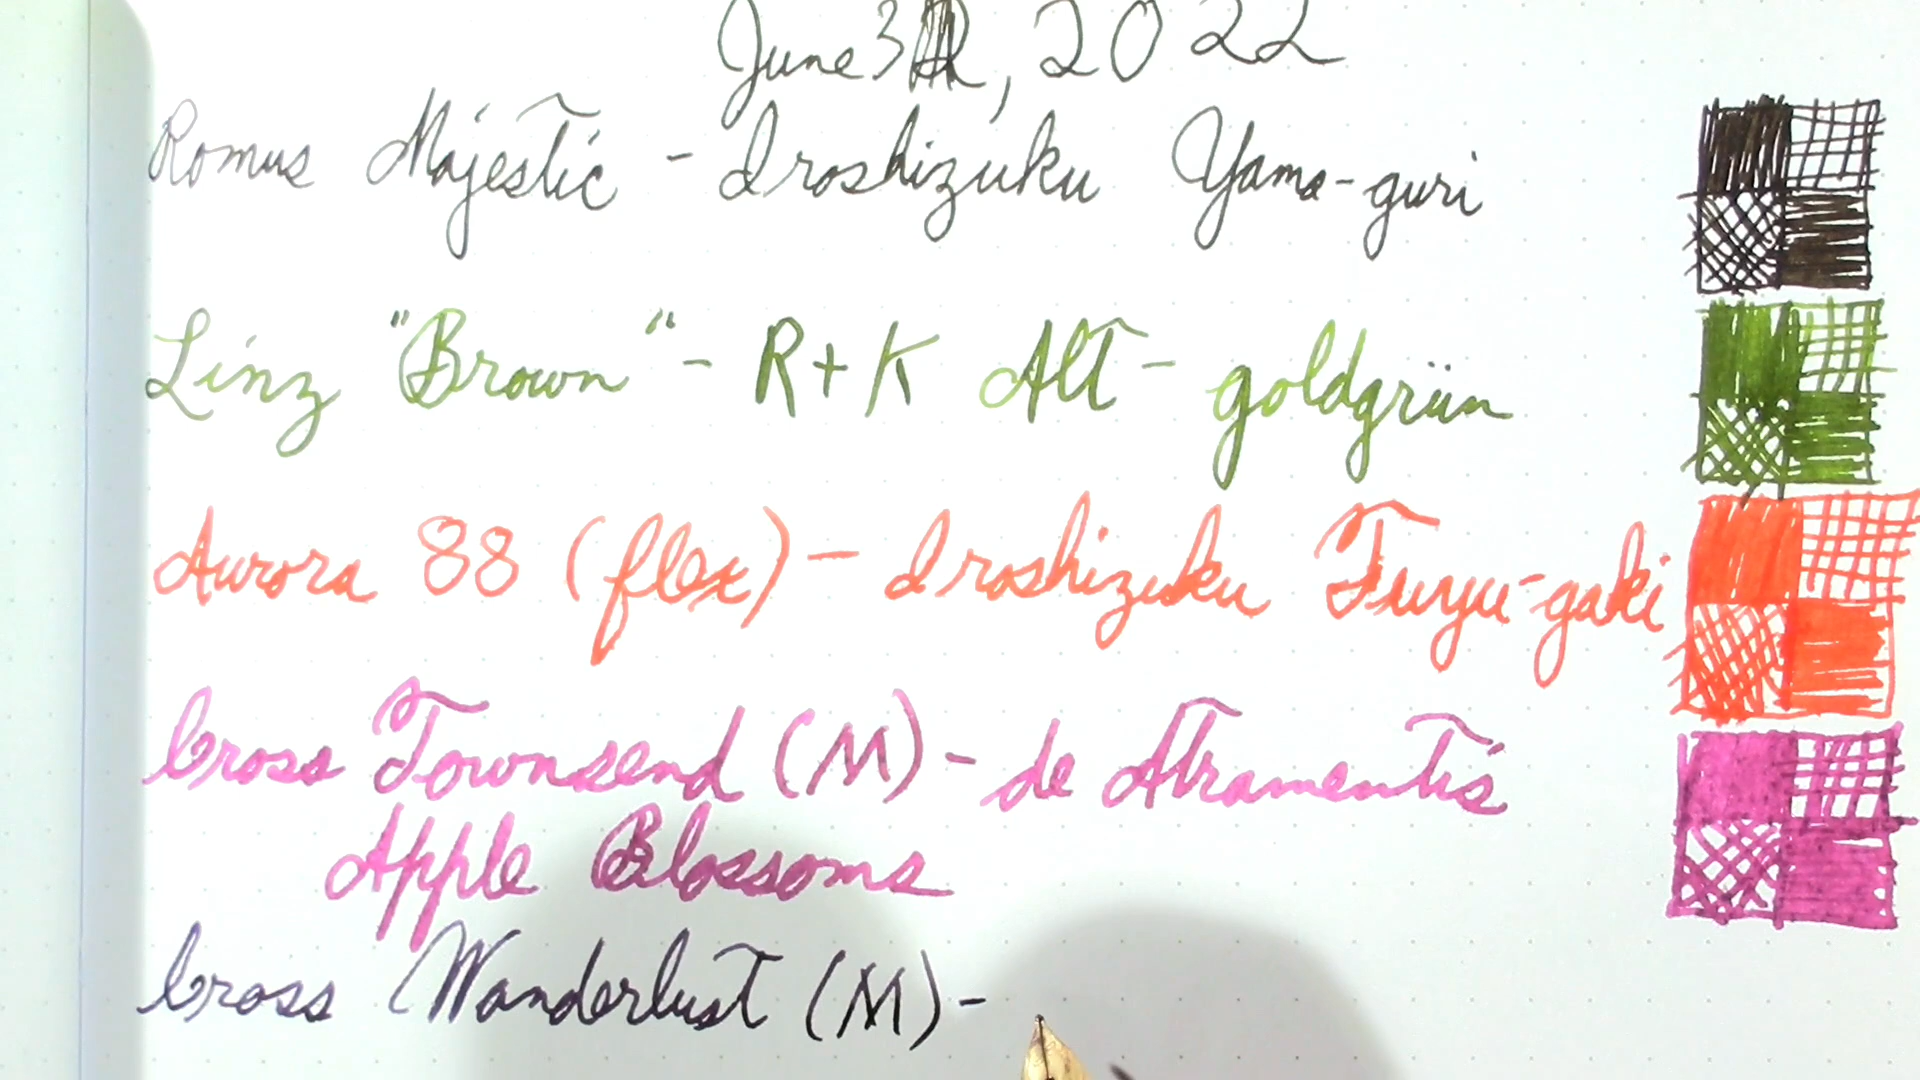 June 3, 2022
Romus Majestic - Iroshizuku Yama-guri
Linz "Brown" - R+K Alt - goldgrün
Aurora 88 (flex) - Iroshizuku Fuyu-gaki
Cross Townsend (M) - de Atramentis
Apple Blossoms
Cross Wanderlust (M) -